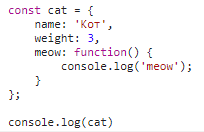 const cat = {
    name: 'Кот',
    weight: 3,
    meow: function() {
        console.log('meow');
    }
};

console.log(cat)